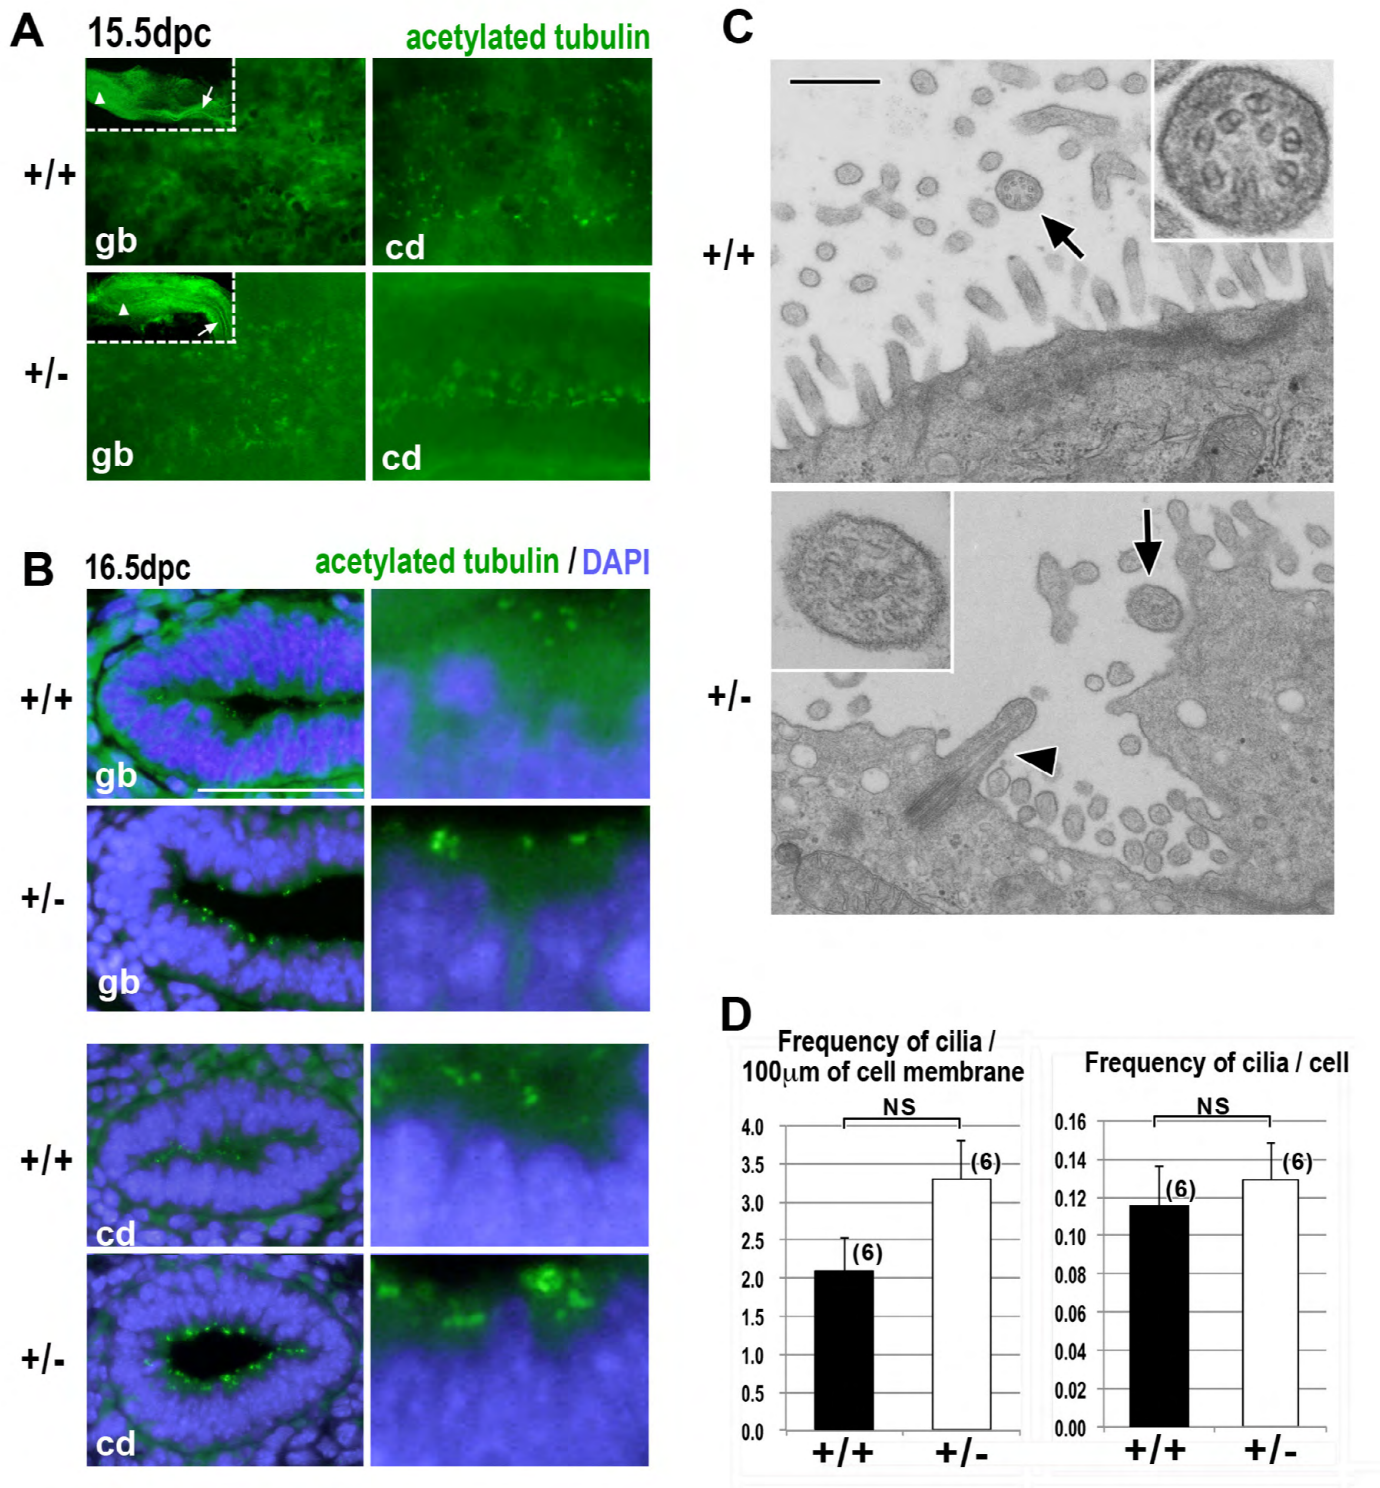 A
15.5dpc
acetylated tubulin
+/+
gb
cd
+/-
gb
cd
B
16.5dpc
acetylated tubulin / DAPI
+/+
gb
+/-
gb
+/+
cd
+/-
cd
C
+/+
+/-
D
Frequency of cilia /
100μm of cell membrane
NS
4.0
3.5
3.0
2.5
2.0
1.5
1.0
0.5
0.0
(6)
(6)
+/+
+/-
Frequency of cilia / cell
NS
0.16
0.14
0.12
0.10
0.08
0.06
0.04
0.02
0.00
(6)
(6)
+/+
+/-